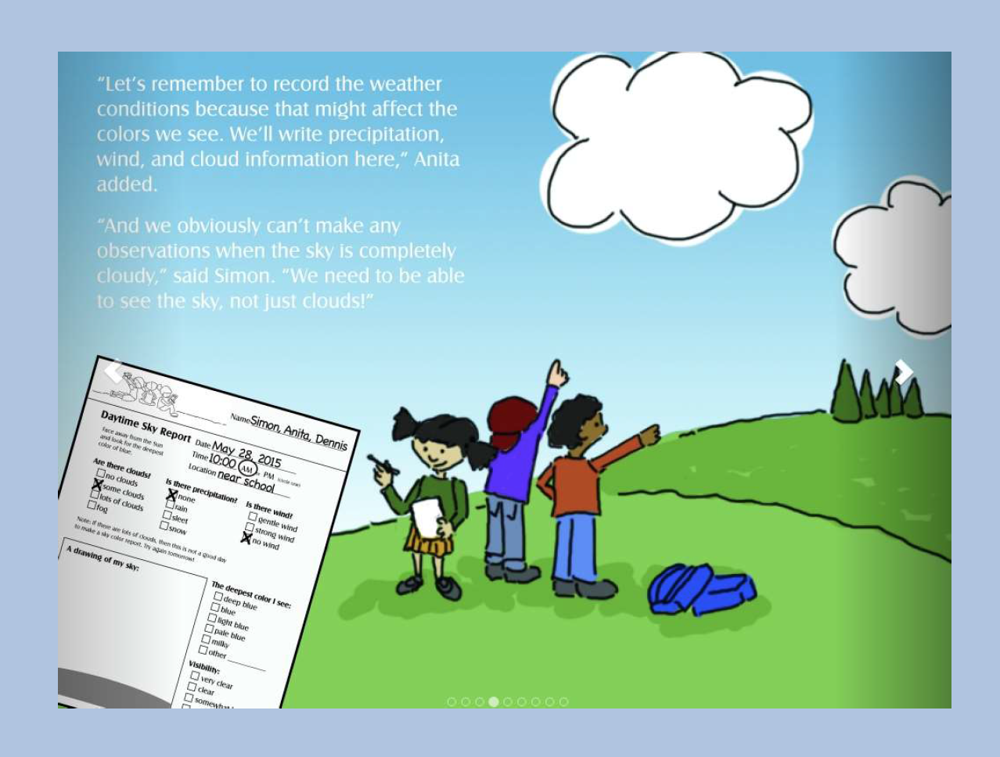 “Let’s remember to record the weather
conditions because that might affect the
colors we see. We’ll write precipitation,
wind, and cloud information here,” Anita
added.
“And we obviously can’t make any
observations when the sky is completely
cloudy,” said Simon. “We need to be able
to see the sky, not just clouds!”
Name Simon, Anita, Dennis
Daytime Sky Report
Face away from the Sun
and look for the deepest
color of blue.
Date May 28, 2015
Time 10:00 AM or PM (circle one)
Location near school
Are there clouds?
no clouds
some clouds
lots of clouds
fog
Is there precipitation?
none
rain
sleet
snow
Is there wind?
gentle wind
strong wind
no wind
Note: If there are lots of clouds, then this is not a good day
to make a sky color report. Try again tomorrow!
A drawing of my sky:
The deepest color I see:
deep blue
blue
light blue
pale blue
milky
other
Visibility:
very clear
clear